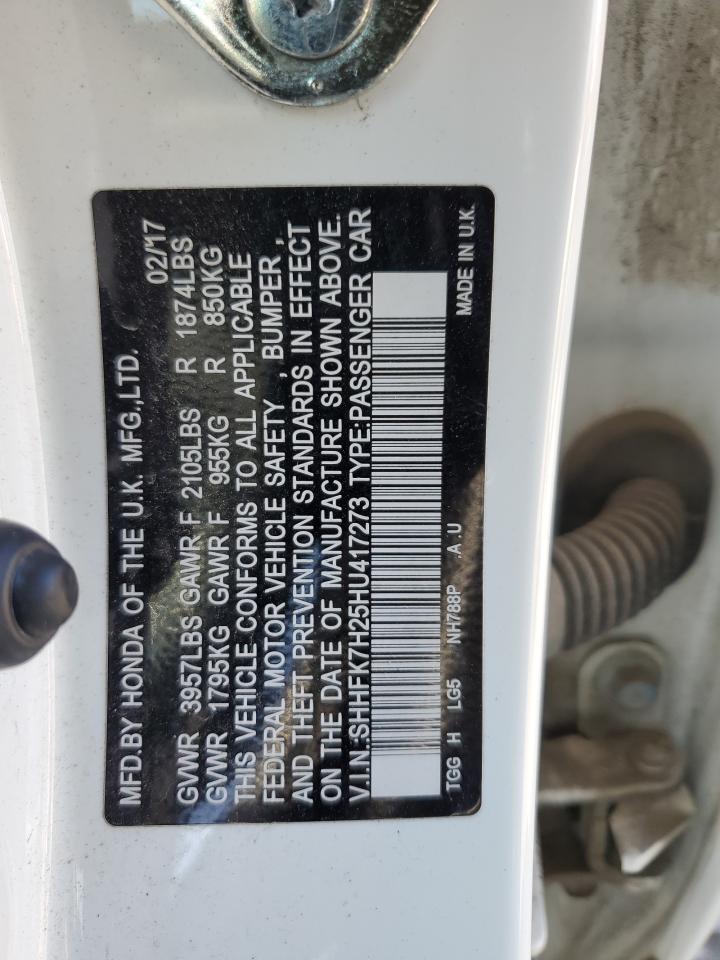 MFD.BY HONDA OF THE U.K. MFG.,LTD. 02/17
GVWR 3957LBS GAWR F 2105LBS R 1874LBS
GVWR 1795KG GAWR F 955KG R 850KG
THIS VEHICLE CONFORMS TO ALL APPLICABLE
FEDERAL MOTOR VEHICLE SAFETY , BUMPER ,
AND THEFT PREVENTION STANDARDS IN EFFECT
ON THE DATE OF MANUFACTURE SHOWN ABOVE.
V.I.N.:SHHFK7H25HU417273 TYPE:PASSENGER CAR
TGG H LG5 NH788P .A .U MADE IN U.K.